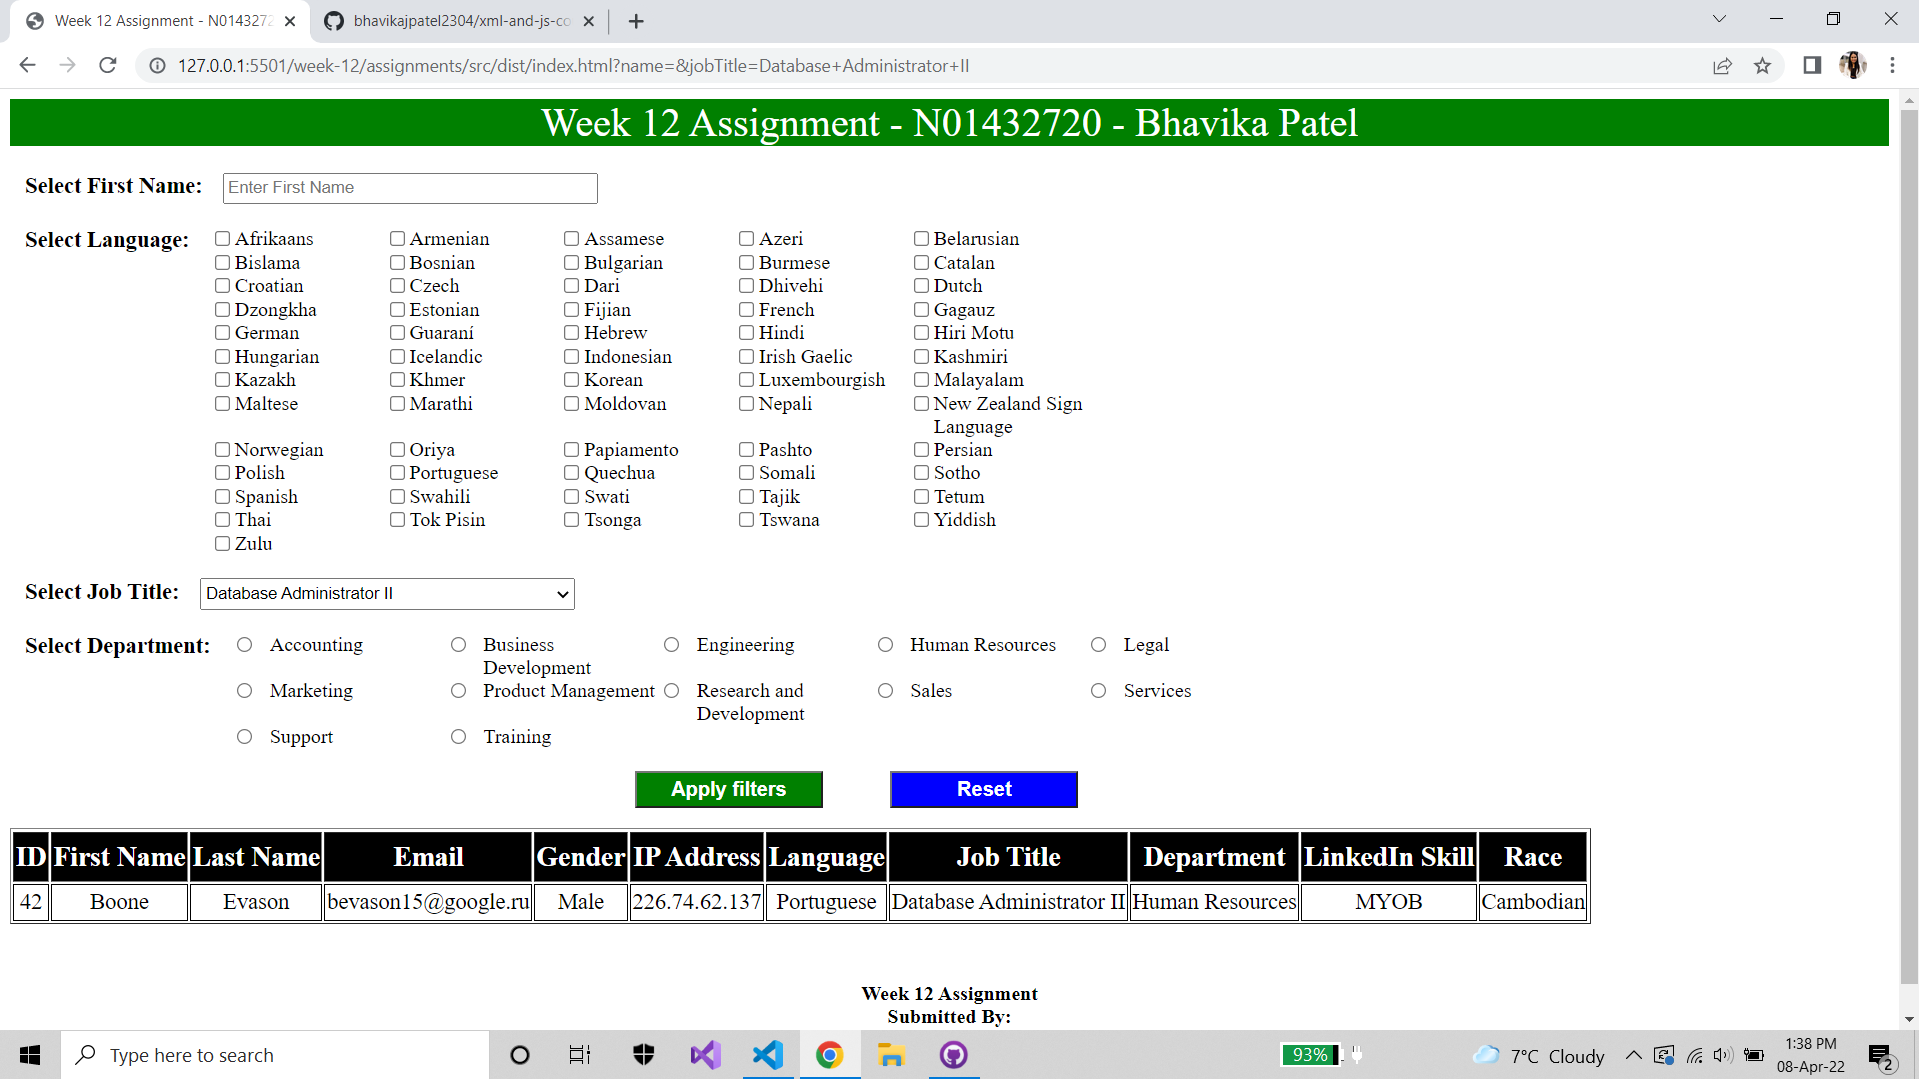 Week 12 Assignment - N0143272
bhavikajpatel2304/xml-and-js-co
127.0.0.1:5501/week-12/assignments/src/dist/index.html?name=&jobTitle=Database+Administrator+II
Week 12 Assignment - N01432720 - Bhavika Patel
Select First Name: Enter First Name
Select Language: Afrikaans Armenian Assamese Azeri Belarusian
Bislama Bosnian Bulgarian Burmese Catalan
Croatian Czech Dari Dhivehi Dutch
Dzongkha Estonian Fijian French Gagauz
German Guaraní Hebrew Hindi Hiri Motu
Hungarian Icelandic Indonesian Irish Gaelic Kashmiri
Kazakh Khmer Korean Luxembourgish Malayalam
Maltese Marathi Moldovan Nepali New Zealand Sign
Language
Norwegian Oriya Papiamento Pashto Persian
Polish Portuguese Quechua Somali Sotho
Spanish Swahili Swati Tajik Tetum
Thai Tok Pisin Tsonga Tswana Yiddish
Zulu
Select Job Title: Database Administrator II
Select Department: Accounting Business Engineering Human Resources Legal
Development
Marketing Product Management Research and Sales Services
Development
Support Training
Apply filters Reset
ID First Name Last Name Email Gender IP Address Language Job Title Department LinkedIn Skill Race
42 Boone Evason bevason15@google.ru Male 226.74.62.137 Portuguese Database Administrator II Human Resources MYOB Cambodian
Week 12 Assignment
Submitted By:
Type here to search
93%
7°C Cloudy
1:38 PM
08-Apr-22
2